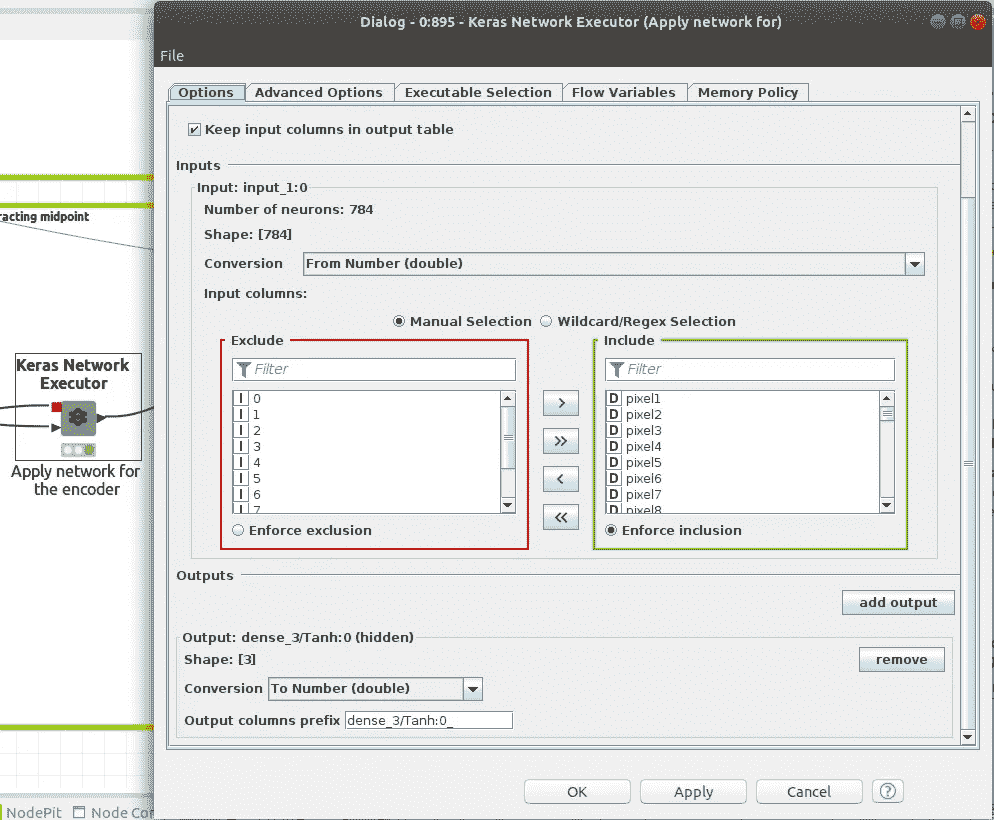 Dialog - 0:895 - Keras Network Executor (Apply network for)
File
Options
Advanced Options
Executable Selection
Flow Variables
Memory Policy
Keep input columns in output table
Inputs
Input: input_1:0
Number of neurons: 784
Shape: [784]
Conversion
From Number (double)
Input columns:
Manual Selection
Wildcard/Regex Selection
Exclude
Filter
I 0
I 1
I 2
I 3
I 4
I 5
I 6
I 7
Enforce exclusion
>
»
<
«
Include
Filter
D pixel1
D pixel2
D pixel3
D pixel4
D pixel5
D pixel6
D pixel7
D pixel8
Enforce inclusion
Outputs
add output
Output: dense_3/Tanh:0 (hidden)
Shape: [3]
remove
Conversion
To Number (double)
Output columns prefix
dense_3/Tanh:0_
OK
Apply
Cancel
?
racting midpoint
Keras Network
Executor
Apply network for
the encoder
NodePit
Node Cor